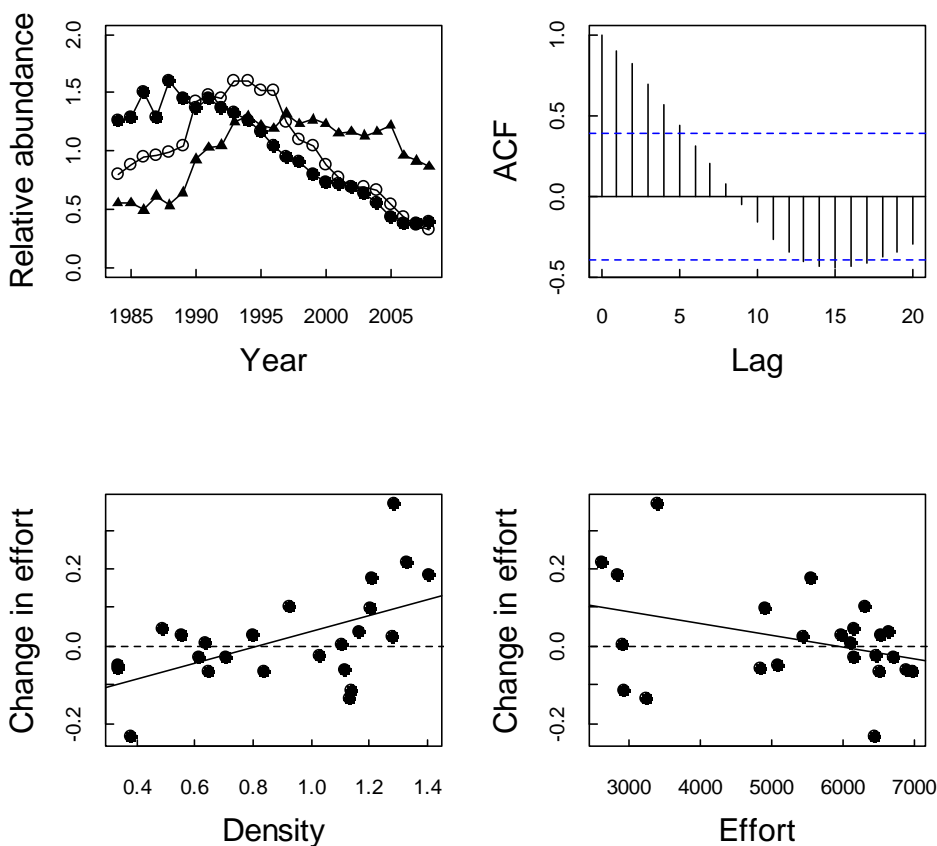 Relative abundance
0.0 0.5 1.0 1.5 2.0
1985 1990 1995 2000 2005
Year
ACF
-0.5 0.0 0.5 1.0
0 5 10 15 20
Lag
Change in effort
-0.2 0.0 0.2
0.4 0.6 0.8 1.0 1.2 1.4
Density
Change in effort
-0.2 0.0 0.2
3000 4000 5000 6000 7000
Effort